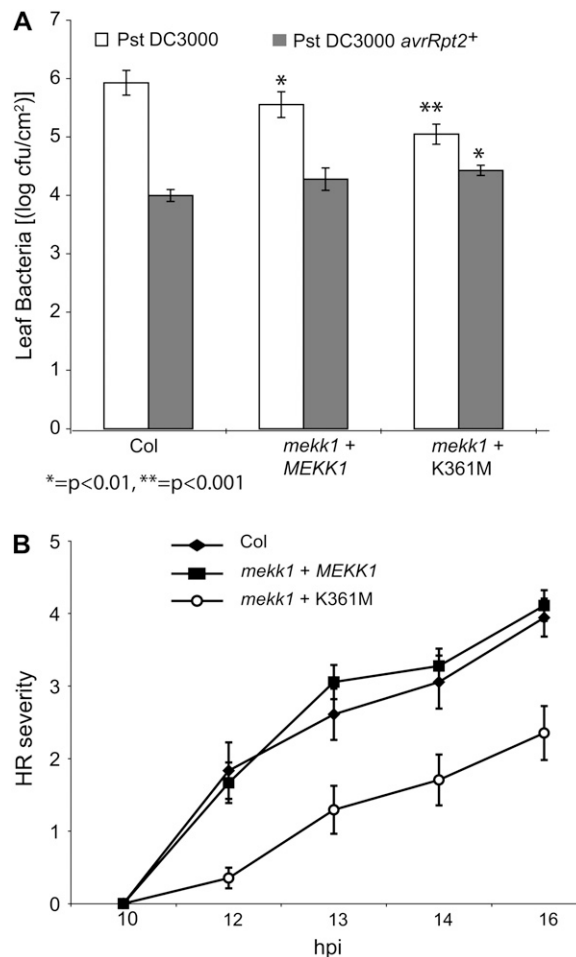 A
Pst DC3000
Pst DC3000 avrRpt2+
Leaf Bacteria [(log cfu/cm²)]
7
6
5
4
3
2
1
0
*
**
*
Col
mekk1 +
MEKK1
mekk1 +
K361M
*=p<0.01, **=p<0.001
B
Col
mekk1 + MEKK1
mekk1 + K361M
HR severity
5
4
3
2
1
0
10 12 13 14 16
hpi